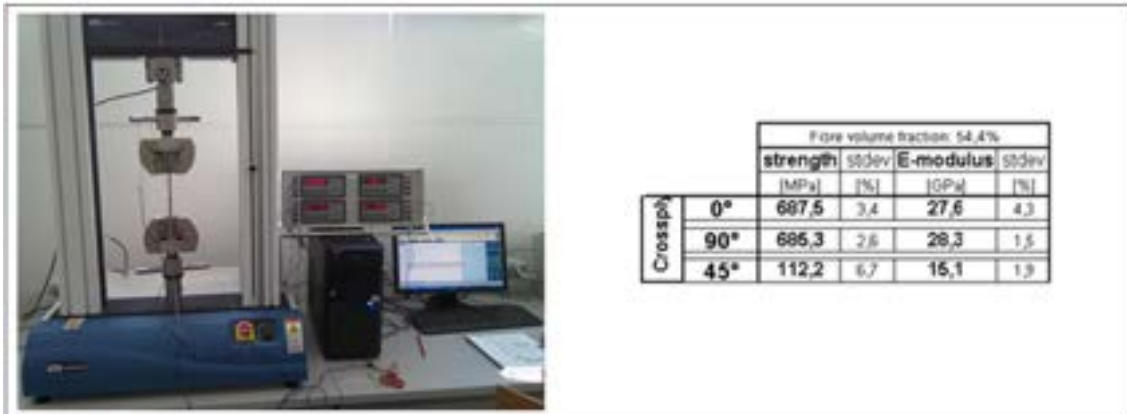 Fibre volume fraction: 54,4%
strength stdev E-modulus stdev
[MPa] [%] [GPa] [%]
Crossply
0° 687,5 3,4 27,6 4,3
90° 685,3 2,6 28,3 1,5
45° 112,2 6,7 15,1 1,9